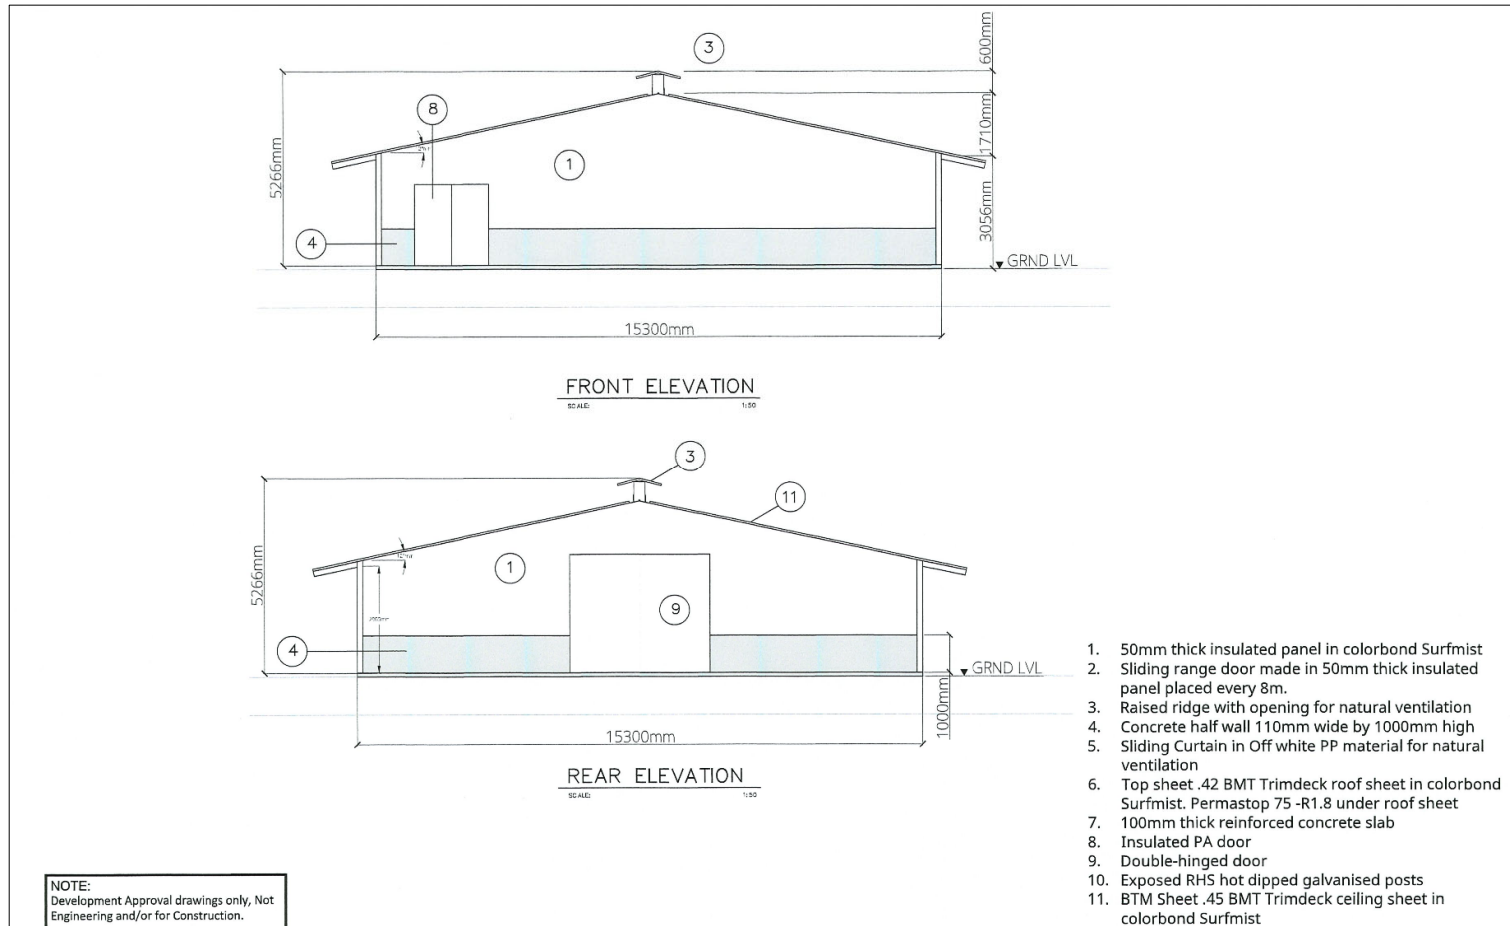 3
600mm
8
1710mm
5266mm
1
3056mm
4
GRND LVL
15300mm
FRONT ELEVATION
SCALE: 1:50
3
11
5266mm
1
9
4
GRND LVL
1000mm
15300mm
REAR ELEVATION
SCALE: 1:50
1. 50mm thick insulated panel in colorbond Surfmist
2. Sliding range door made in 50mm thick insulated
panel placed every 8m.
3. Raised ridge with opening for natural ventilation
4. Concrete half wall 110mm wide by 1000mm high
5. Sliding Curtain in Off white PP material for natural
ventilation
6. Top sheet .42 BMT Trimdeck roof sheet in colorbond
Surfmist. Permastop 75 -R1.8 under roof sheet
7. 100mm thick reinforced concrete slab
8. Insulated PA door
9. Double-hinged door
10. Exposed RHS hot dipped galvanised posts
11. BTM Sheet .45 BMT Trimdeck ceiling sheet in
colorbond Surfmist
NOTE:
Development Approval drawings only, Not
Engineering and/or for Construction.